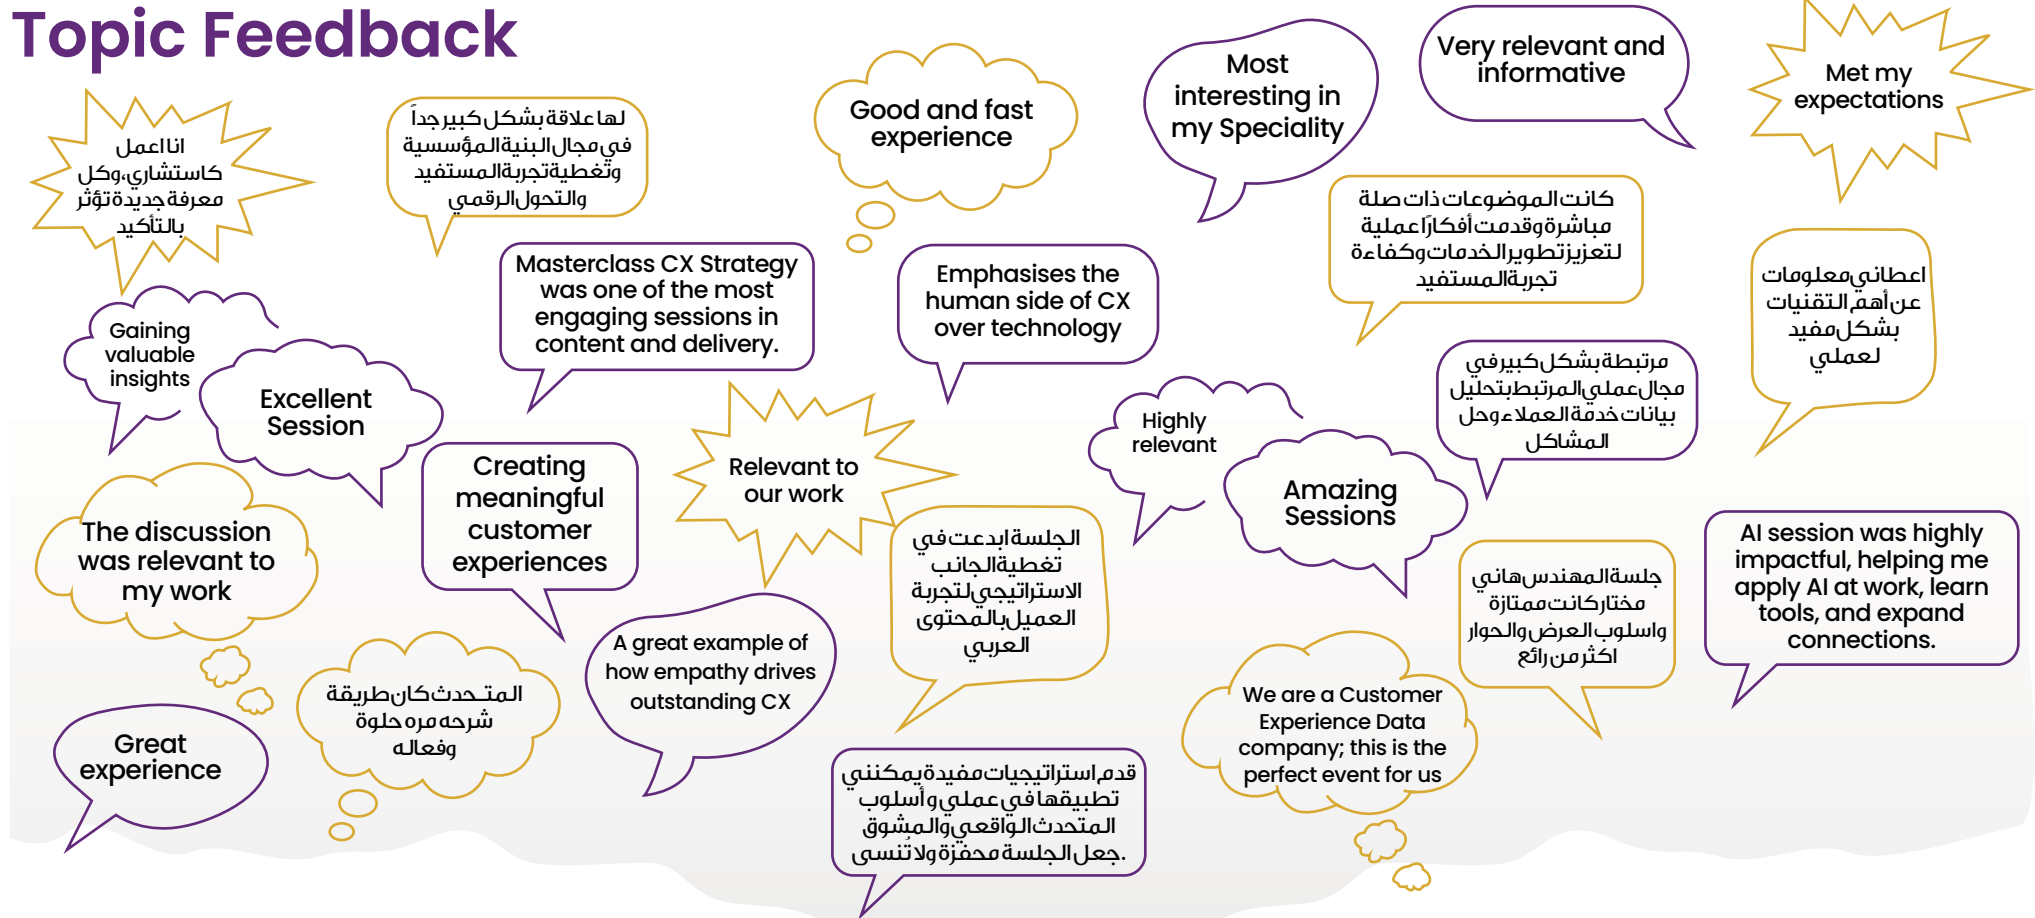 Topic Feedback
انا اعمل
كاستشاري،وكل
معرفة جديدة تؤثر
بالتأكيد
لها علاقة بشكل كبير جداً
في مجال البنية المؤسسية
وتغطية تجربة المستفيد
والتحول الرقمي
Good and fast
experience
Most
interesting in
my Speciality
Very relevant and
informative
Met my
expectations
كانت الموضوعات ذات صلة
مباشرة وقدمت أفكارًا عملية
لتعزيز تطوير الخدمات وكفاءة
تجربة المستفيد
اعطاني معلومات
عن أهم التقنيات
بشكل مفيد
لعملي
Masterclass CX Strategy
was one of the most
engaging sessions in
content and delivery.
Emphasises the
human side of CX
over technology
Gaining
valuable
insights
Excellent
Session
مرتبطة بشكل كبير في
مجال عملي المرتبط بتحليل
بيانات خدمة العملاء وحل
المشاكل
Highly
relevant
Amazing
Sessions
Creating
meaningful
customer
experiences
Relevant to
our work
The discussion
was relevant to
my work
الجلسة ابدعت في
تغطية الجانب
الاستراتيجي لتجربة
العميل بالمحتوى
العربي
جلسة المهندس هاني
مختار كانت ممتازة
واسلوب العرض والحوار
اكثر من رائع
AI session was highly
impactful, helping me
apply AI at work, learn
tools, and expand
connections.
A great example of
how empathy drives
outstanding CX
المتحدث كان طريقة
شرحه مره حلوة
وفعاله
We are a Customer
Experience Data
company; this is the
perfect event for us
Great
experience
قدم استراتيجيات مفيدة يمكنني
تطبيقها في عملي و أسلوب
المتحدث الواقعي والمشوق
جعل الجلسة محفزة ولا تُنسى.